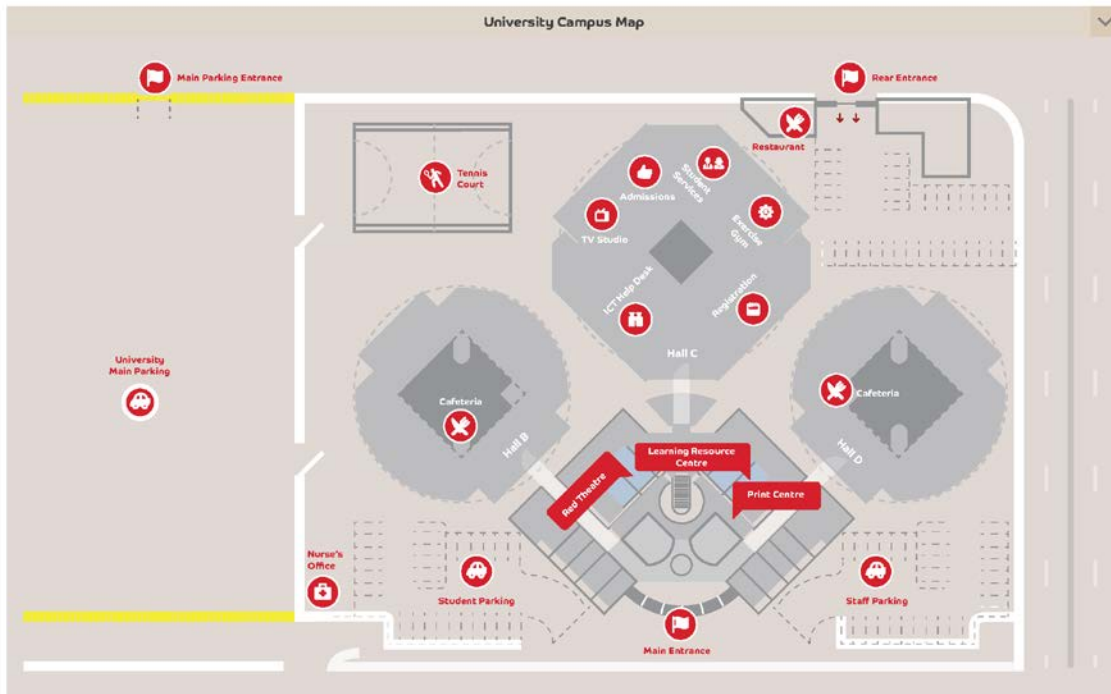 University Campus Map
Main Parking Entrance
Rear Entrance
Restaurant
Tennis
Court
Student
Services
Admissions
TV Studio
Exercise
Gym
ICT Help Desk
Registration
Hall C
University
Main Parking
Cafeteria
Cafeteria
Hall B
Hall D
Learning Resource
Centre
Red Theatre
Print Centre
Nurse's
Office
Student Parking
Staff Parking
Main Entrance